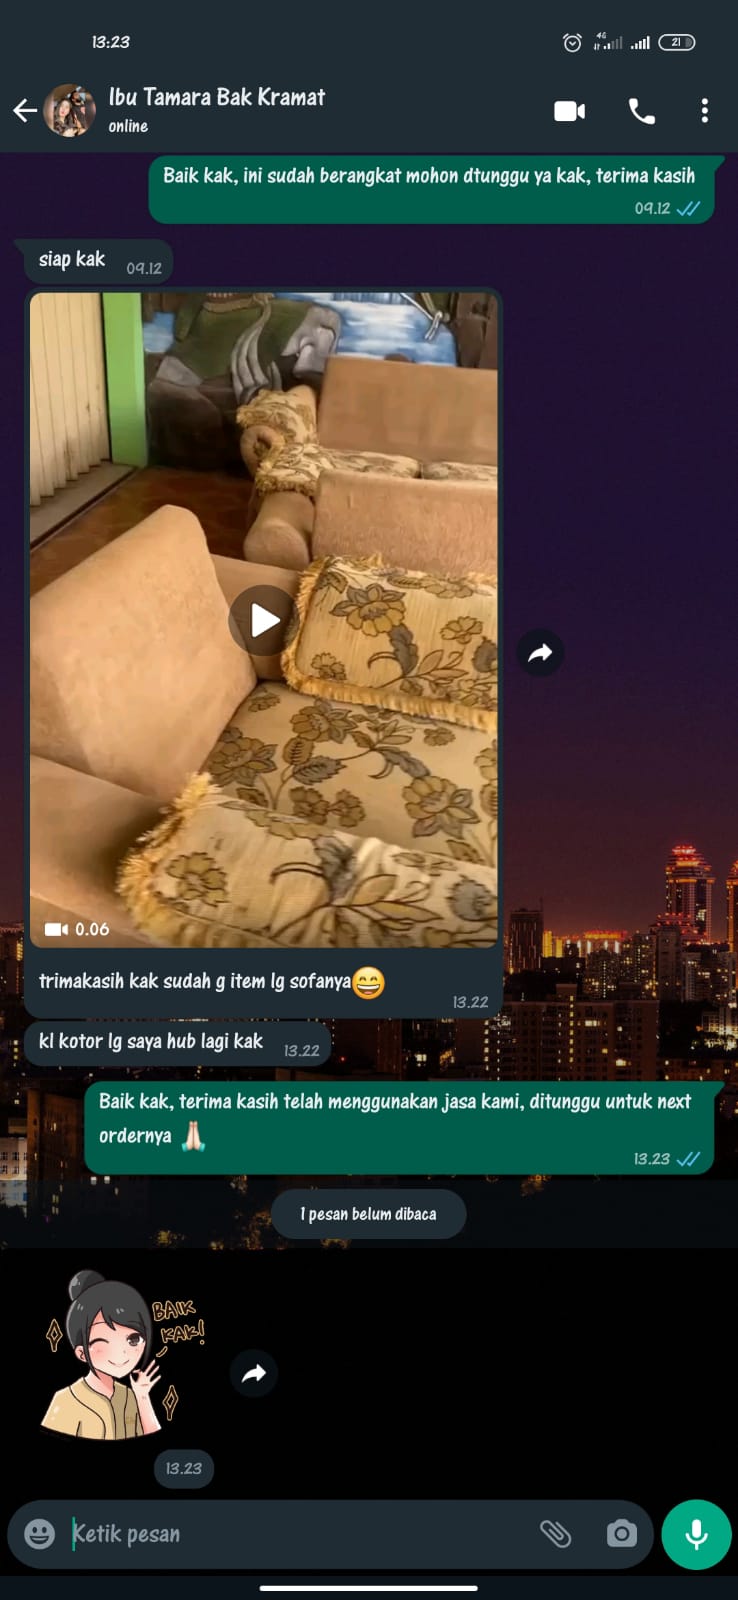 13:23
4G
21
Ibu Tamara Bak Kramat
online
Baik kak, ini sudah berangkat mohon dtunggu ya kak, terima kasih
09.12
siap kak
09.12
0.06
trimakasih kak sudah g item lg sofanya😄
13.22
kl kotor lg saya hub lagi kak
13.22
Baik kak, terima kasih telah menggunakan jasa kami, ditunggu untuk next
ordernya 🙏🏻
13.23
1 pesan belum dibaca
BAIK
KAK!
13.23
Ketik pesan